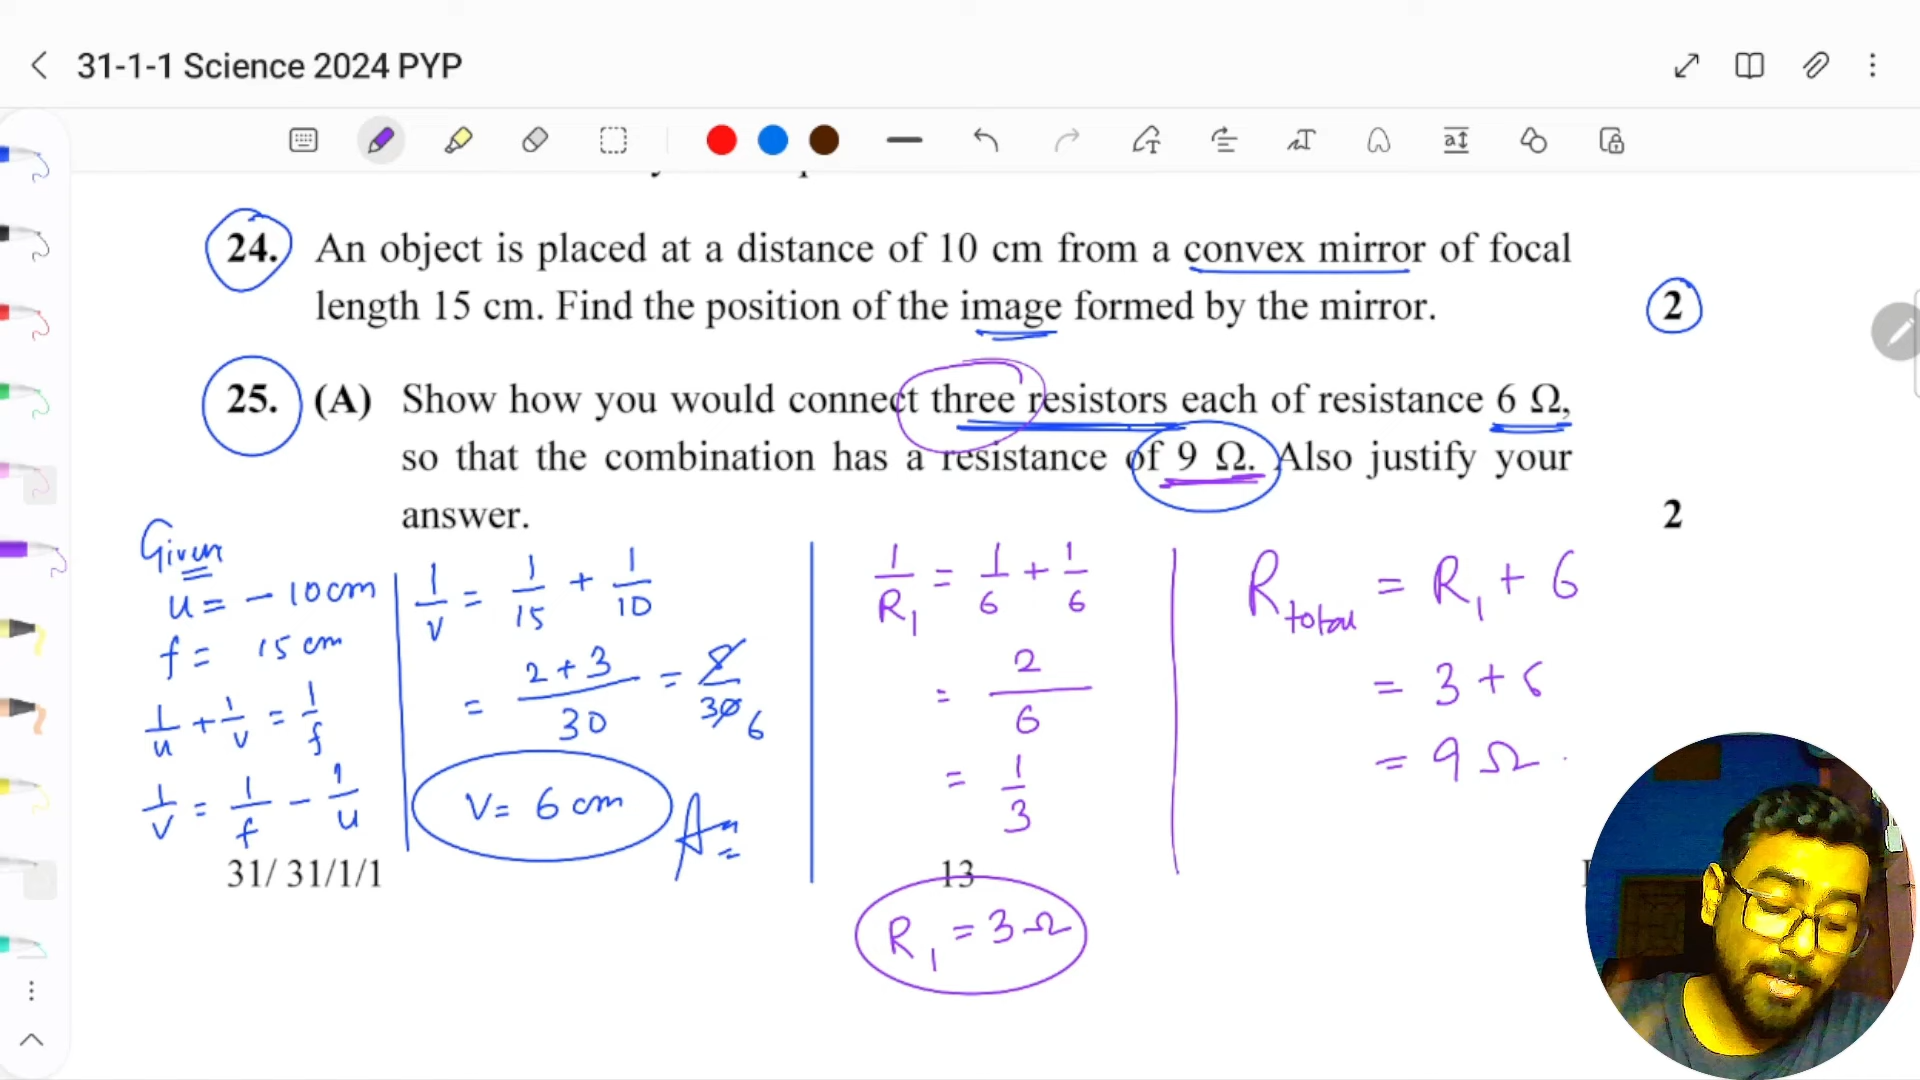 31-1-1 Science 2024 PYP
24. An object is placed at a distance of 10 cm from a convex mirror of focal
length 15 cm. Find the position of the image formed by the mirror.
2
25. (A) Show how you would connect three resistors each of resistance 6 Ω,
so that the combination has a resistance of 9 Ω. Also justify your
answer.
2
Given
u = - 10 cm
f = 15 cm
1/u + 1/v = 1/f
1/v = 1/f - 1/u
1/v = 1/15 + 1/10
= 2 + 3 / 30 = 5/30 6
v = 6 cm
Ans
1/R1 = 1/6 + 1/6
= 2/6
= 1/3
R1 = 3 Ω
Rtotal = R1 + 6
= 3 + 6
= 9 Ω.
31/ 31/1/1
13